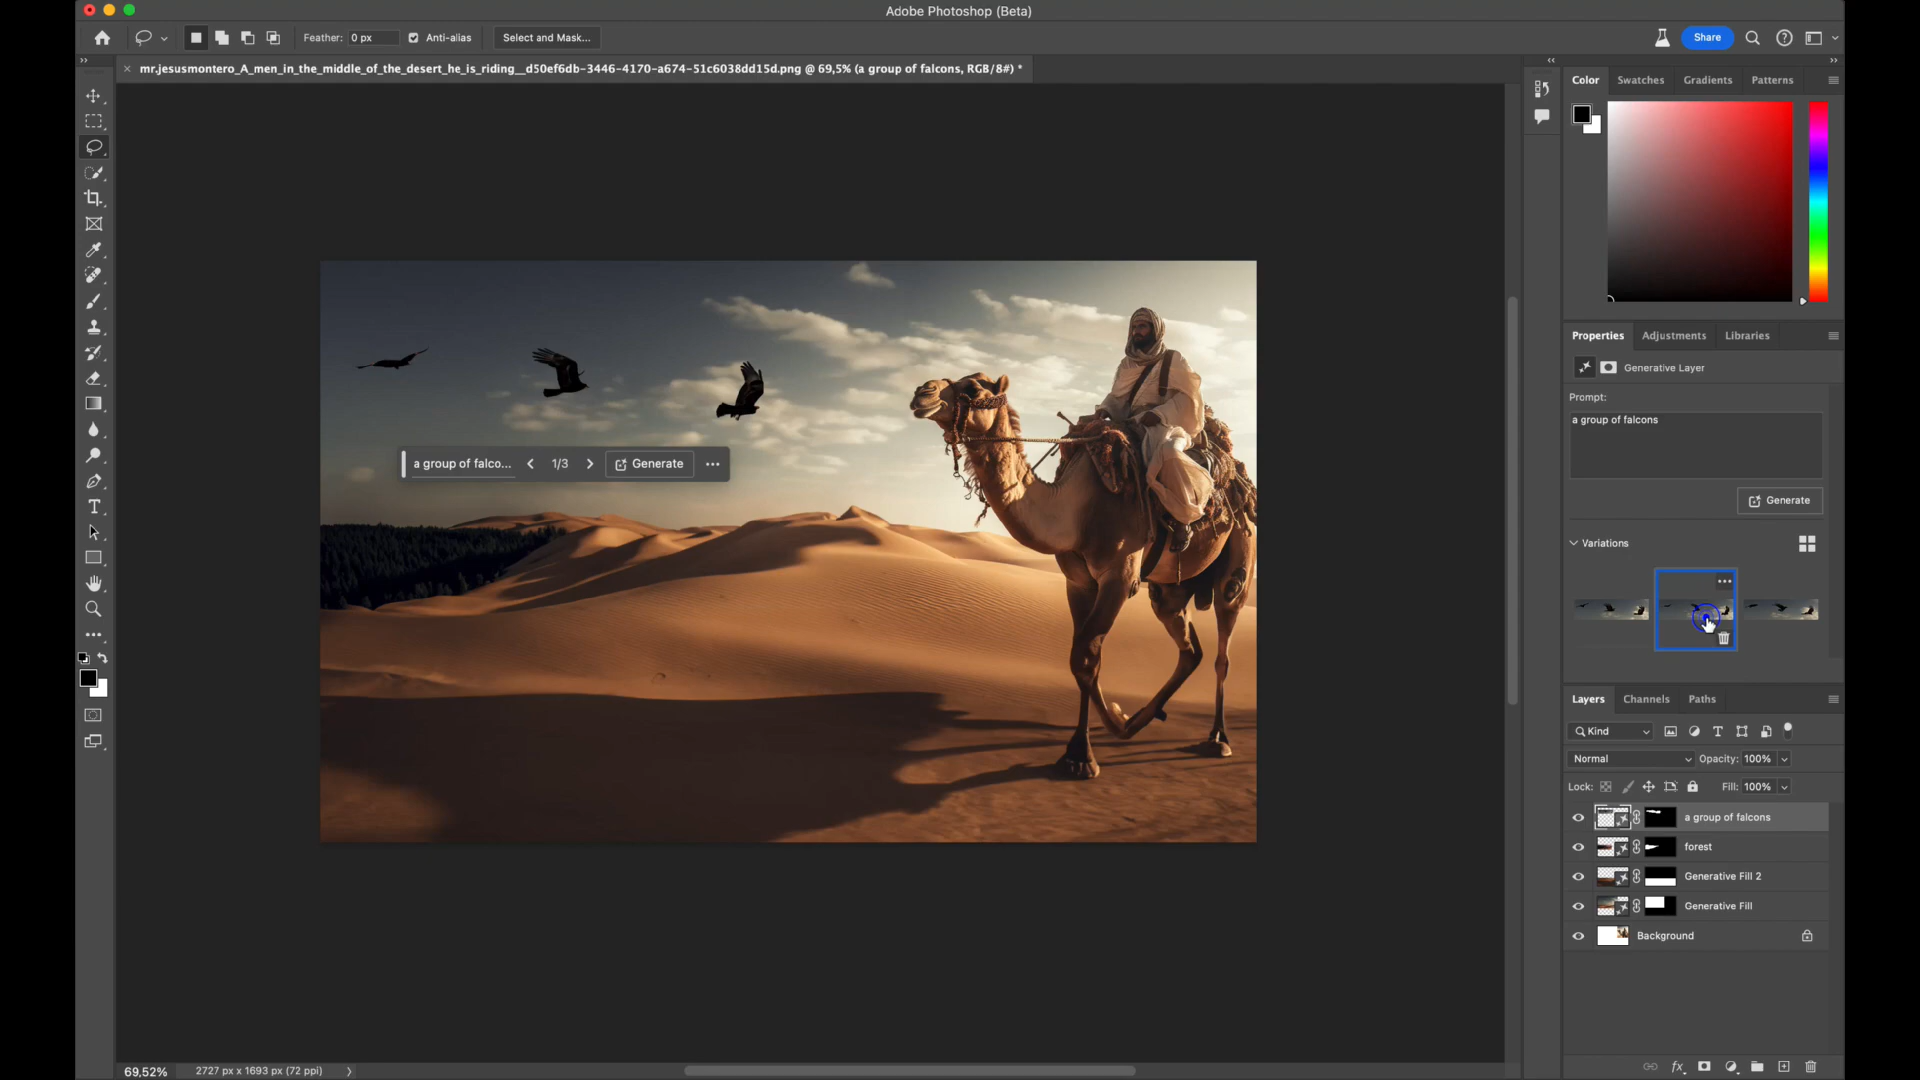 Adobe Photoshop (Beta)
Feather: 0 px Anti-alias Select and Mask... Share
mr.jesusmontero_A_men_in_the_middle_of_the_desert_he_is_riding__d50ef6db-3446-4170-a674-51c6038dd15d.png @ 69,5% (a group of falcons, RGB/8#) *
Color Swatches Gradients Patterns
Properties Adjustments Libraries
Generative Layer
Prompt:
a group of falcons
a group of falco... 1/3 Generate
Generate
Variations
Layers Channels Paths
Kind
Normal Opacity: 100%
Lock: Fill: 100%
a group of falcons
forest
Generative Fill 2
Generative Fill
Background
69,52% 2727 px x 1693 px (72 ppi)